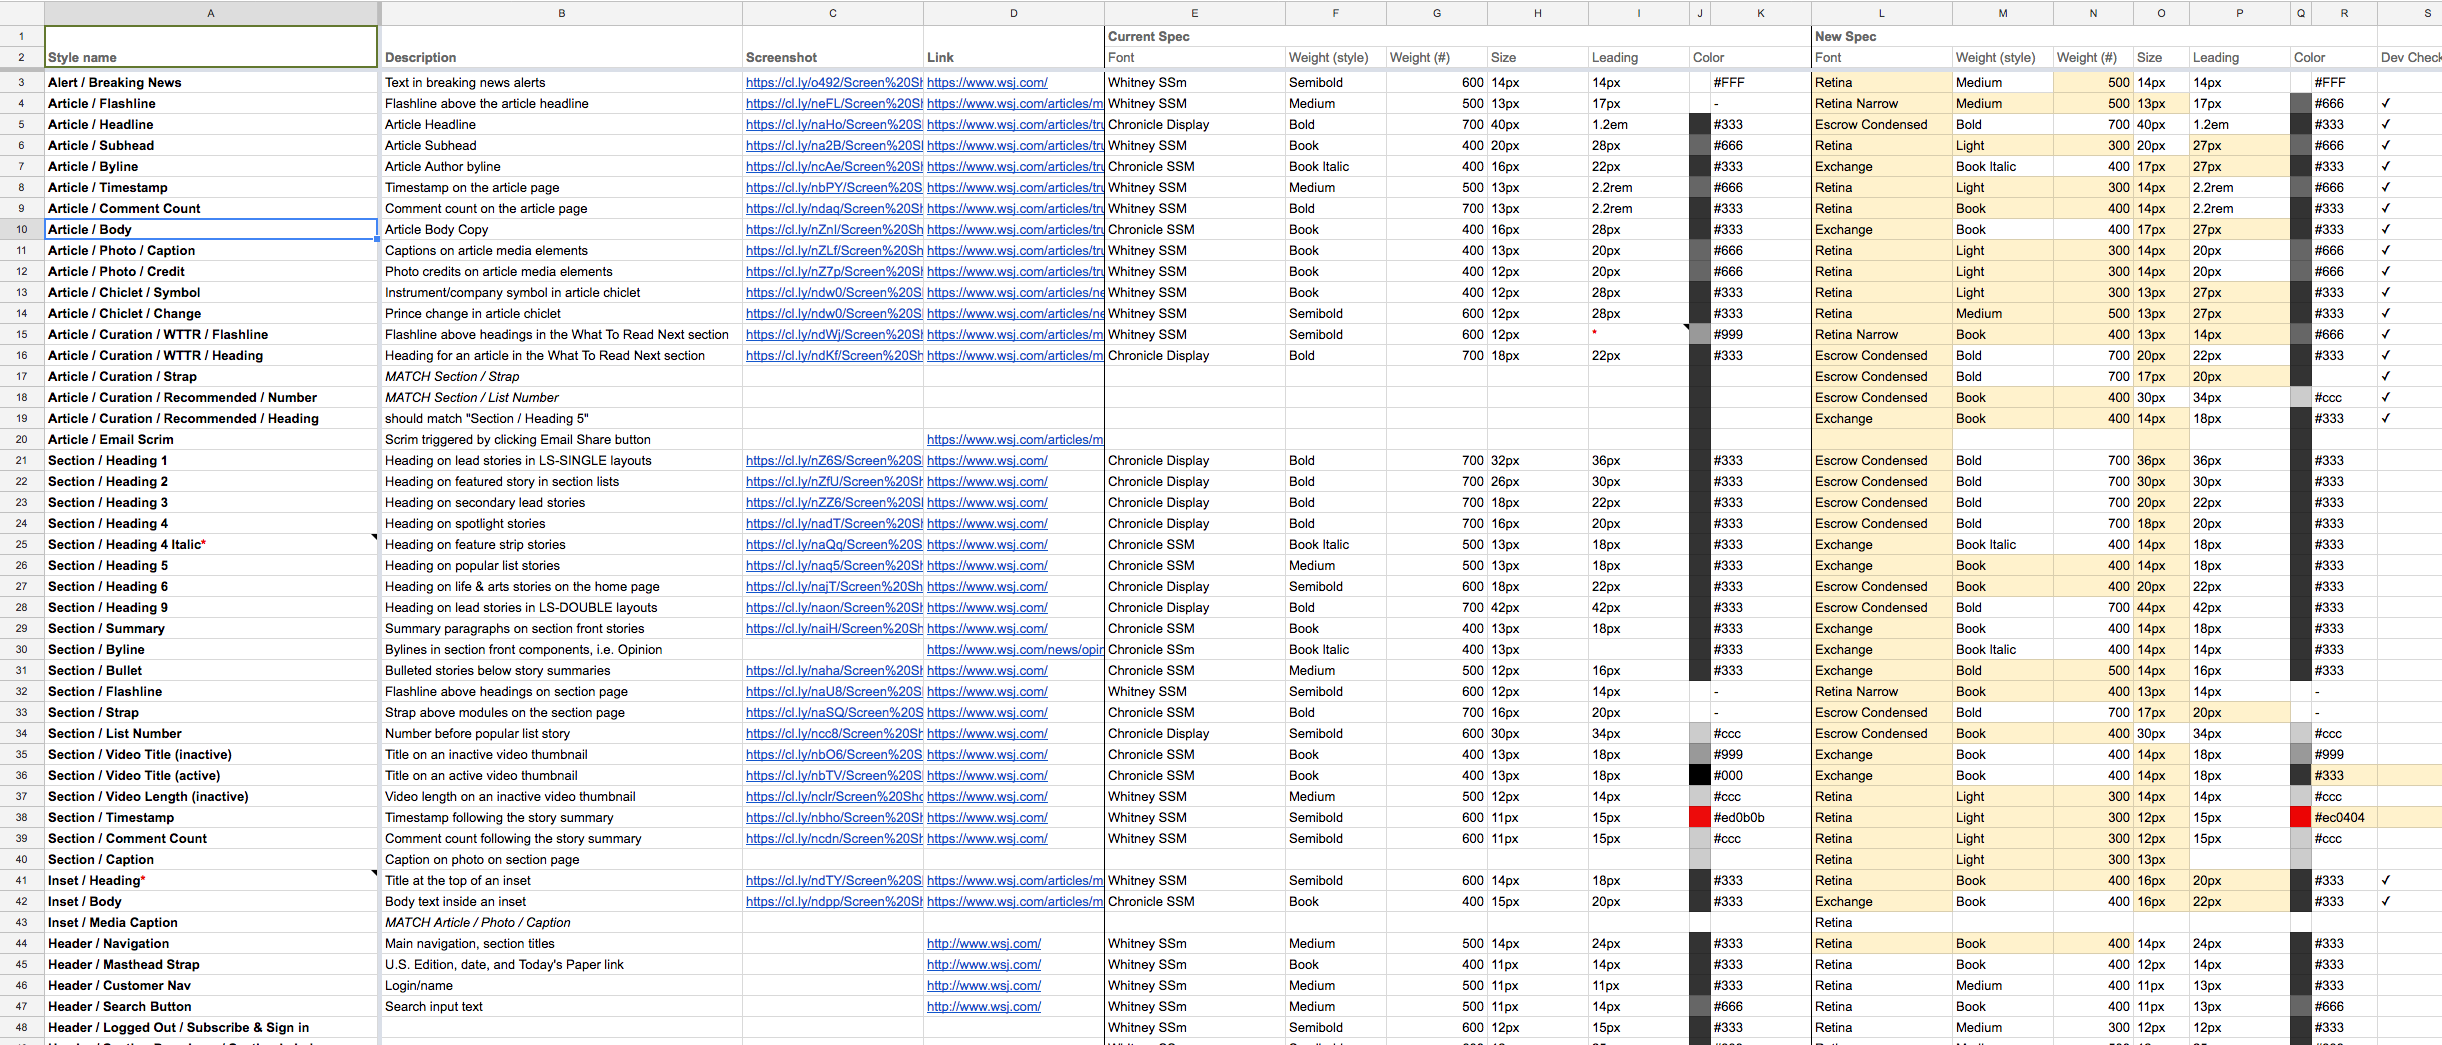 A B C D E F G H I J K L M N O P Q R S
1 Current Spec New Spec
2 Style name Description Screenshot Link Font Weight (style) Weight (#) Size Leading Color Font Weight (style) Weight (#) Size Leading Color Dev Check
3 Alert / Breaking News Text in breaking news alerts https://cl.ly/o492/Screen%20Sh https://www.wsj.com/ Whitney SSm Semibold 600 14px 14px #FFF Retina Medium 500 14px 14px #FFF
4 Article / Flashline Flashline above the article headline https://cl.ly/neFL/Screen%20Sh https://www.wsj.com/articles/m Whitney SSM Medium 500 13px 17px - Retina Narrow Medium 500 13px 17px #666 ✓
5 Article / Headline Article Headline https://cl.ly/naHo/Screen%20S https://www.wsj.com/articles/tru Chronicle Display Bold 700 40px 1.2em #333 Escrow Condensed Bold 700 40px 1.2em #333 ✓
6 Article / Subhead Article Subhead https://cl.ly/na2B/Screen%20Sh https://www.wsj.com/articles/tru Whitney SSM Book 400 20px 28px #666 Retina Light 300 20px 27px #666 ✓
7 Article / Byline Article Author byline https://cl.ly/ncAe/Screen%20Sh https://www.wsj.com/articles/tru Chronicle SSM Book Italic 400 16px 22px #333 Exchange Book Italic 400 17px 27px #333 ✓
8 Article / Timestamp Timestamp on the article page https://cl.ly/nbPY/Screen%20S https://www.wsj.com/articles/tru Whitney SSM Medium 500 13px 2.2rem #666 Retina Light 300 14px 2.2rem #666 ✓
9 Article / Comment Count Comment count on the article page https://cl.ly/ndaq/Screen%20Sh https://www.wsj.com/articles/tru Whitney SSM Bold 700 13px 2.2rem #333 Retina Book 400 14px 2.2rem #333 ✓
10 Article / Body Article Body Copy https://cl.ly/nZnI/Screen%20Sh https://www.wsj.com/articles/tru Chronicle SSM Book 400 16px 28px #333 Exchange Book 400 17px 27px #333 ✓
11 Article / Photo / Caption Captions on article media elements https://cl.ly/nZLf/Screen%20Sh https://www.wsj.com/articles/tru Whitney SSM Book 400 13px 20px #666 Retina Light 300 14px 20px #666 ✓
12 Article / Photo / Credit Photo credits on article media elements https://cl.ly/nZ7p/Screen%20Sh https://www.wsj.com/articles/tru Whitney SSM Book 400 12px 20px #666 Retina Light 300 14px 20px #666 ✓
13 Article / Chiclet / Symbol Instrument/company symbol in article chiclet https://cl.ly/ndw0/Screen%20S https://www.wsj.com/articles/ne Whitney SSM Book 400 12px 28px #333 Retina Light 300 13px 27px #333 ✓
14 Article / Chiclet / Change Prince change in article chiclet https://cl.ly/ndw0/Screen%20S https://www.wsj.com/articles/ne Whitney SSM Semibold 600 12px 28px #333 Retina Medium 500 13px 27px #333 ✓
15 Article / Curation / WTTR / Flashline Flashline above headings in the What To Read Next section https://cl.ly/ndWj/Screen%20S https://www.wsj.com/articles/m Whitney SSM Semibold 600 12px * #999 Retina Narrow Book 400 13px 14px #666 ✓
16 Article / Curation / WTTR / Heading Heading for an article in the What To Read Next section https://cl.ly/ndKf/Screen%20Sh https://www.wsj.com/articles/m Chronicle Display Bold 700 18px 22px #333 Escrow Condensed Bold 700 20px 22px #333 ✓
17 Article / Curation / Strap MATCH Section / Strap Escrow Condensed Bold 700 17px 20px ✓
18 Article / Curation / Recommended / Number MATCH Section / List Number Escrow Condensed Book 400 30px 34px #ccc ✓
19 Article / Curation / Recommended / Heading should match "Section / Heading 5" Exchange Book 400 14px 18px #333 ✓
20 Article / Email Scrim Scrim triggered by clicking Email Share button https://www.wsj.com/articles/m
21 Section / Heading 1 Heading on lead stories in LS-SINGLE layouts https://cl.ly/nZ6S/Screen%20S https://www.wsj.com/ Chronicle Display Bold 700 32px 36px #333 Escrow Condensed Bold 700 36px 36px #333
22 Section / Heading 2 Heading on featured story in section lists https://cl.ly/nZfU/Screen%20Sh https://www.wsj.com/ Chronicle Display Bold 700 26px 30px #333 Escrow Condensed Bold 700 30px 30px #333
23 Section / Heading 3 Heading on secondary lead stories https://cl.ly/nZZ6/Screen%20Sh https://www.wsj.com/ Chronicle Display Bold 700 18px 22px #333 Escrow Condensed Bold 700 20px 22px #333
24 Section / Heading 4 Heading on spotlight stories https://cl.ly/nadT/Screen%20Sh https://www.wsj.com/ Chronicle Display Bold 700 16px 20px #333 Escrow Condensed Bold 700 18px 20px #333
25 Section / Heading 4 Italic* Heading on feature strip stories https://cl.ly/naQq/Screen%20S https://www.wsj.com/ Chronicle SSM Book Italic 500 13px 18px #333 Exchange Book Italic 400 14px 18px #333
26 Section / Heading 5 Heading on popular list stories https://cl.ly/naq5/Screen%20Sh https://www.wsj.com/ Chronicle SSM Medium 500 13px 18px #333 Exchange Book 400 14px 18px #333
27 Section / Heading 6 Heading on life & arts stories on the home page https://cl.ly/najT/Screen%20Sh https://www.wsj.com/ Chronicle Display Semibold 600 18px 22px #333 Escrow Condensed Book 400 20px 22px #333
28 Section / Heading 9 Heading on lead stories in LS-DOUBLE layouts https://cl.ly/naon/Screen%20Sh https://www.wsj.com/ Chronicle Display Bold 700 42px 42px #333 Escrow Condensed Bold 700 44px 42px #333
29 Section / Summary Summary paragraphs on section front stories https://cl.ly/naiH/Screen%20Sh https://www.wsj.com/ Chronicle SSM Book 400 13px 18px #333 Exchange Book 400 14px 18px #333
30 Section / Byline Bylines in section front components, i.e. Opinion https://www.wsj.com/news/opin Chronicle SSm Book Italic 400 13px #333 Exchange Book Italic 400 14px 14px #333
31 Section / Bullet Bulleted stories below story summaries https://cl.ly/naha/Screen%20Sh https://www.wsj.com/ Chronicle SSM Medium 500 12px 16px #333 Exchange Bold 500 14px 16px #333
32 Section / Flashline Flashline above headings on section page https://cl.ly/naU8/Screen%20S https://www.wsj.com/ Whitney SSM Semibold 600 12px 14px - Retina Narrow Book 400 13px 14px -
33 Section / Strap Strap above modules on the section page https://cl.ly/naSQ/Screen%20S https://www.wsj.com/ Chronicle SSM Bold 700 16px 20px - Escrow Condensed Bold 700 17px 20px -
34 Section / List Number Number before popular list story https://cl.ly/ncc8/Screen%20Sh https://www.wsj.com/ Chronicle Display Semibold 600 30px 34px #ccc Escrow Condensed Book 400 30px 34px #ccc
35 Section / Video Title (inactive) Title on an inactive video thumbnail https://cl.ly/nbO6/Screen%20S https://www.wsj.com/ Chronicle SSM Book 400 13px 18px #999 Exchange Book 400 14px 18px #999
36 Section / Video Title (active) Title on an active video thumbnail https://cl.ly/nbTV/Screen%20S https://www.wsj.com/ Chronicle SSM Book 400 13px 18px #000 Exchange Book 400 14px 18px #333
37 Section / Video Length (inactive) Video length on an inactive video thumbnail https://cl.ly/nclr/Screen%20Sho https://www.wsj.com/ Whitney SSM Medium 500 12px 14px #ccc Retina Light 300 14px 14px #ccc
38 Section / Timestamp Timestamp following the story summary https://cl.ly/nbho/Screen%20Sh https://www.wsj.com/ Whitney SSM Semibold 600 11px 15px #ed0b0b Retina Light 300 12px 15px #ec0404
39 Section / Comment Count Comment count following the story summary https://cl.ly/ncdn/Screen%20Sh https://www.wsj.com/ Whitney SSM Semibold 600 11px 15px #ccc Retina Light 300 12px 15px #ccc
40 Section / Caption Caption on photo on section page Retina Light 300 13px
41 Inset / Heading* Title at the top of an inset https://cl.ly/ndTY/Screen%20S https://www.wsj.com/articles/m Whitney SSM Semibold 600 14px 18px #333 Retina Book 400 16px 20px #333 ✓
42 Inset / Body Body text inside an inset https://cl.ly/ndpp/Screen%20Sh https://www.wsj.com/articles/m Chronicle SSM Book 400 15px 20px #333 Exchange Book 400 16px 22px #333 ✓
43 Inset / Media Caption MATCH Article / Photo / Caption Retina
44 Header / Navigation Main navigation, section titles http://www.wsj.com/ Whitney SSm Medium 500 14px 24px #333 Retina Book 400 14px 24px #333
45 Header / Masthead Strap U.S. Edition, date, and Today's Paper link http://www.wsj.com/ Whitney SSm Book 400 11px 14px #333 Retina Book 400 12px 14px #333
46 Header / Customer Nav Login/name http://www.wsj.com/ Whitney SSm Medium 500 11px 11px #333 Retina Medium 400 11px 13px #333
47 Header / Search Button Search input text http://www.wsj.com/ Whitney SSm Medium 500 11px 14px #666 Retina Book 400 11px 13px #666
48 Header / Logged Out / Subscribe & Sign in Whitney SSm Semibold 600 12px 15px #333 Retina Medium 300 12px 12px #333